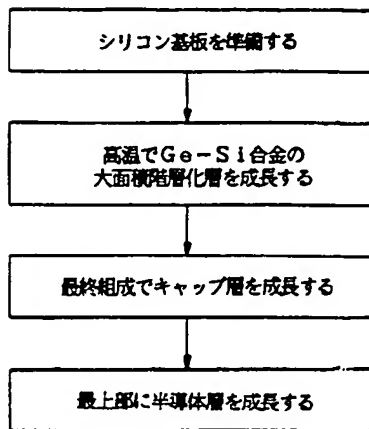 シリコン基板を準備する
高温でGe-Si合金の
大面積階層化層を成長する
最終組成でキャップ層を成長する
最上部に半導体層を成長する